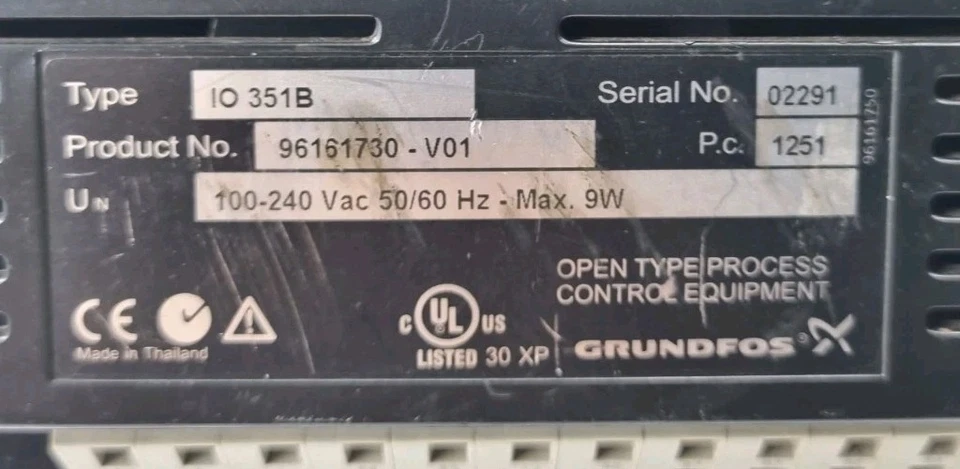 Type IO 351B Serial No. 02291
Product No. 96161730 - V01 P.c. 1251
96161250
U IN 100-240 Vac 50/60 Hz - Max. 9W
OPEN TYPE PROCESS
CONTROL EQUIPMENT
CE
Made in Thailand
C UL US
LISTED 30 XP
GRUNDFOS